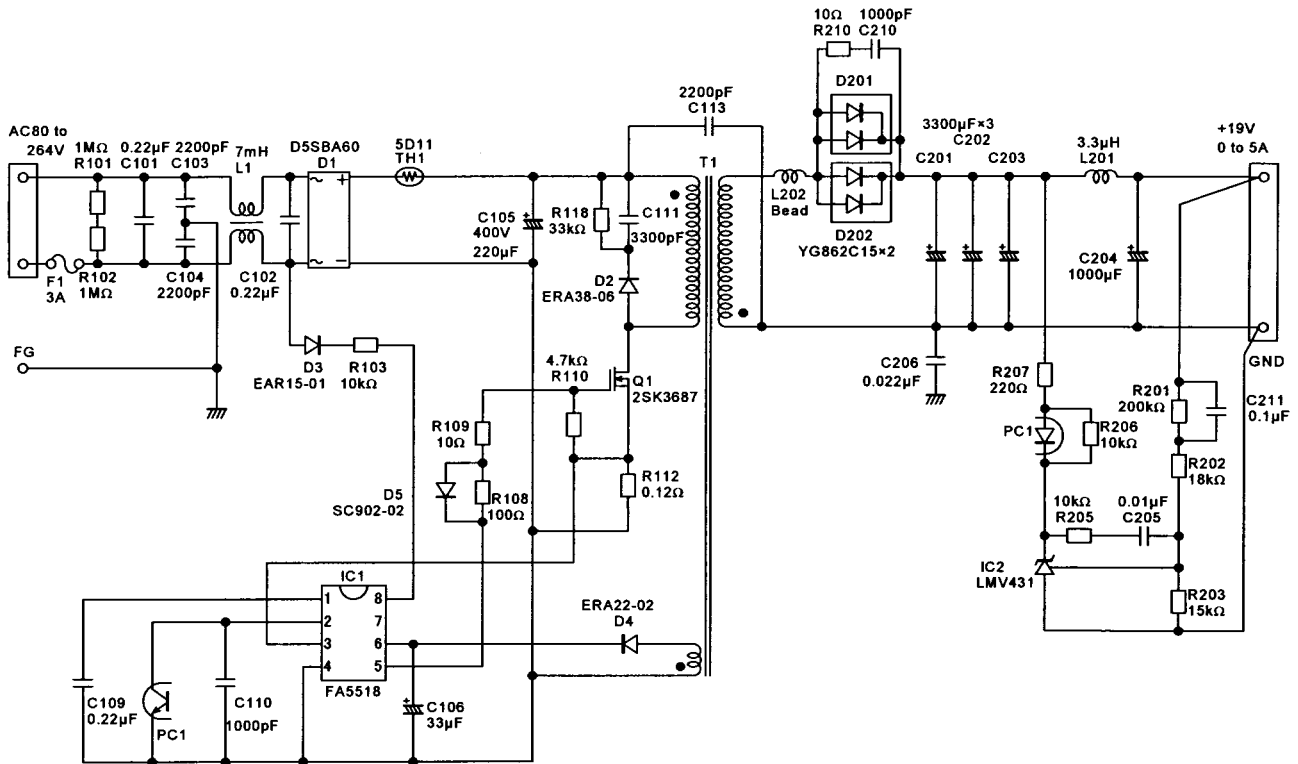 AC80 to
264V
1MΩ
R101
0.22μF
C101
2200pF
C103
7mH
L1
D5SBA60
D1
5D11
TH1
2200pF
C113
10Ω
R210
1000pF
C210
D201
3300μF×3
C202
C201
C203
3.3μH
L201
+19V
0 to 5A
T1
~
~
+
−
+
C105
400V
220μF
R118
33kΩ
C111
3300pF
L202
Bead
D202
YG862C15×2
+
+
+
+
C204
1000μF
F1
3A
R102
1MΩ
C104
2200pF
C102
0.22μF
D2
ERA38-06
FG
D3
EAR15-01
R103
10kΩ
4.7kΩ
R110
Q1
2SK3687
C206
0.022μF
GND
R207
220Ω
R201
200kΩ
C211
0.1μF
PC1
R206
10kΩ
R109
10Ω
R112
0.12Ω
R202
18kΩ
D5
SC902-02
R108
100Ω
10kΩ
R205
0.01μF
C205
IC2
LMV431
R203
15kΩ
IC1
1
2
3
4
8
7
6
5
FA5518
ERA22-02
D4
C109
0.22μF
PC1
C110
1000pF
+
C106
33μF